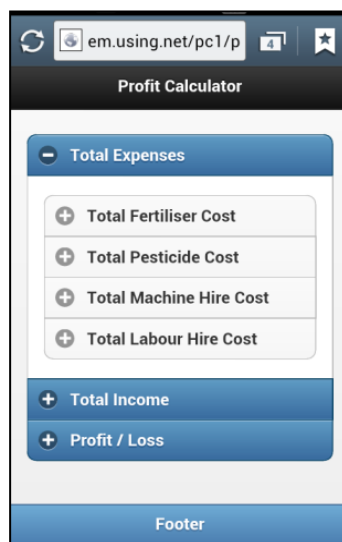 em.using.net/pc1/p 4
Profit Calculator
Total Expenses
Total Fertiliser Cost
Total Pesticide Cost
Total Machine Hire Cost
Total Labour Hire Cost
Total Income
Profit / Loss
Footer